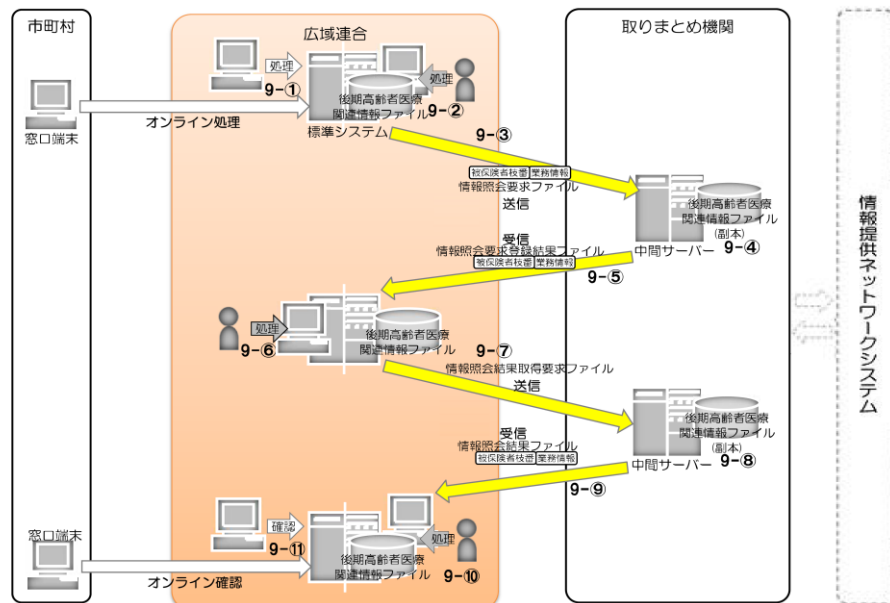 市町村
広域連合
取りまとめ機関
情報提供ネットワークシステム
処理
9-①
処理
9-②
後期高齢者医療
関連情報ファイル
標準システム
窓口端末
オンライン処理
9-③
被保険者枝番 業務情報
情報照会要求ファイル
送信
後期高齢者医療
関連情報ファイル
(副本)
中間サーバー
9-④
受信
情報照会要求登録結果ファイル
被保険者枝番 業務情報
9-⑤
処理
9-⑥
後期高齢者医療
関連情報ファイル
9-⑦
情報照会結果取得要求ファイル
送信
後期高齢者医療
関連情報ファイル
(副本)
中間サーバー
9-⑧
受信
情報照会結果ファイル
被保険者枝番 業務情報
9-⑨
確認
9-⑪
処理
9-⑩
後期高齢者医療
関連情報ファイル
窓口端末
オンライン確認